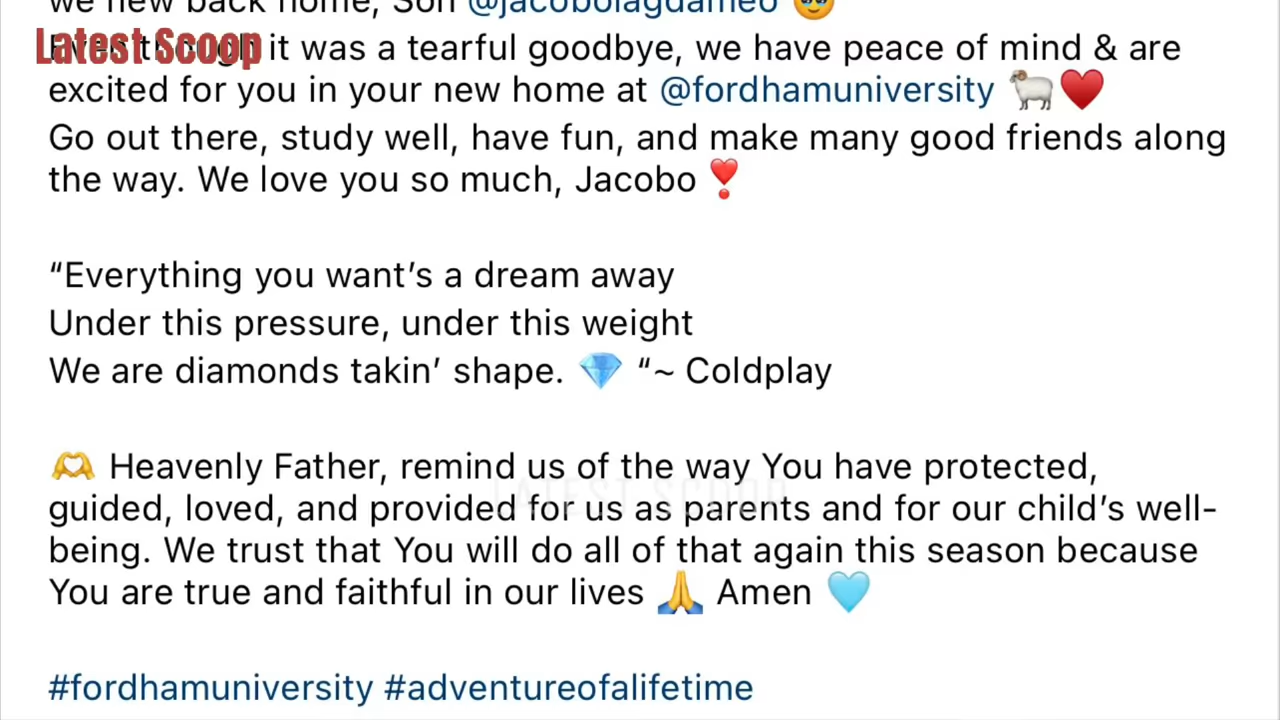 we new back home, Son @jacobolagdameo 🥹
Latest Scoop
it was a tearful goodbye, we have peace of mind & are
excited for you in your new home at @fordhamuniversity 🐏♥️
Go out there, study well, have fun, and make many good friends along
the way. We love you so much, Jacobo ❣️
“Everything you want’s a dream away
Under this pressure, under this weight
We are diamonds takin’ shape. 💎 “~ Coldplay
🫶 Heavenly Father, remind us of the way You have protected,
LATEST SCOOP
guided, loved, and provided for us as parents and for our child’s well-
being. We trust that You will do all of that again this season because
You are true and faithful in our lives 🙏 Amen 🩵
#fordhamuniversity #adventureofalifetime